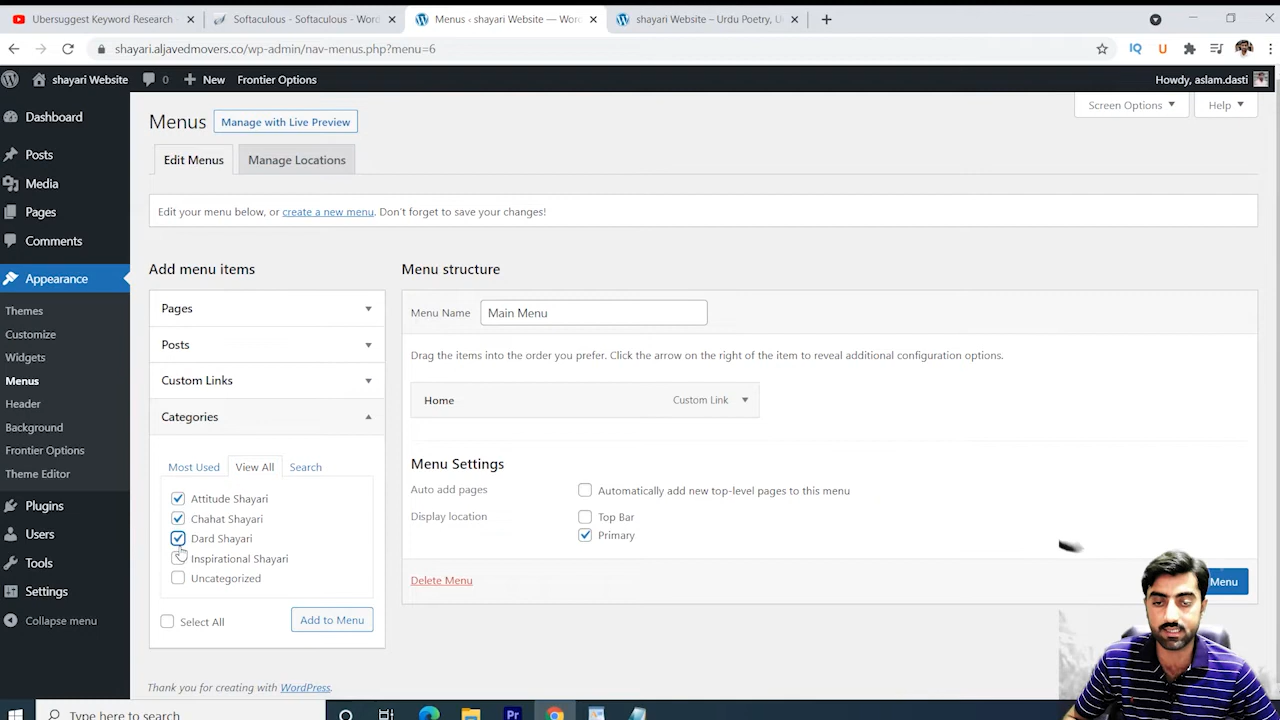 Ubersuggest Keyword Research -
Softaculous - Softaculous - Wor
Menus ‹ shayari Website — Wor
shayari Website – Urdu Poetry, U
shayari.aljavedmovers.co/wp-admin/nav-menus.php?menu=6
shayari Website
0
New
Frontier Options
Howdy, aslam.dasti
Screen Options
Help
Dashboard
Posts
Media
Pages
Comments
Appearance
Themes
Customize
Widgets
Menus
Header
Background
Frontier Options
Theme Editor
Plugins
Users
Tools
Settings
Collapse menu
Menus
Manage with Live Preview
Edit Menus
Manage Locations
Edit your menu below, or create a new menu. Don't forget to save your changes!
Add menu items
Pages
Posts
Custom Links
Categories
Most Used
View All
Search
Attitude Shayari
Chahat Shayari
Dard Shayari
Inspirational Shayari
Uncategorized
Select All
Add to Menu
Menu structure
Menu Name
Main Menu
Drag the items into the order you prefer. Click the arrow on the right of the item to reveal additional configuration options.
Home
Custom Link
Menu Settings
Auto add pages
Automatically add new top-level pages to this menu
Display location
Top Bar
Primary
Delete Menu
Menu
Thank you for creating with WordPress.
Type here to search